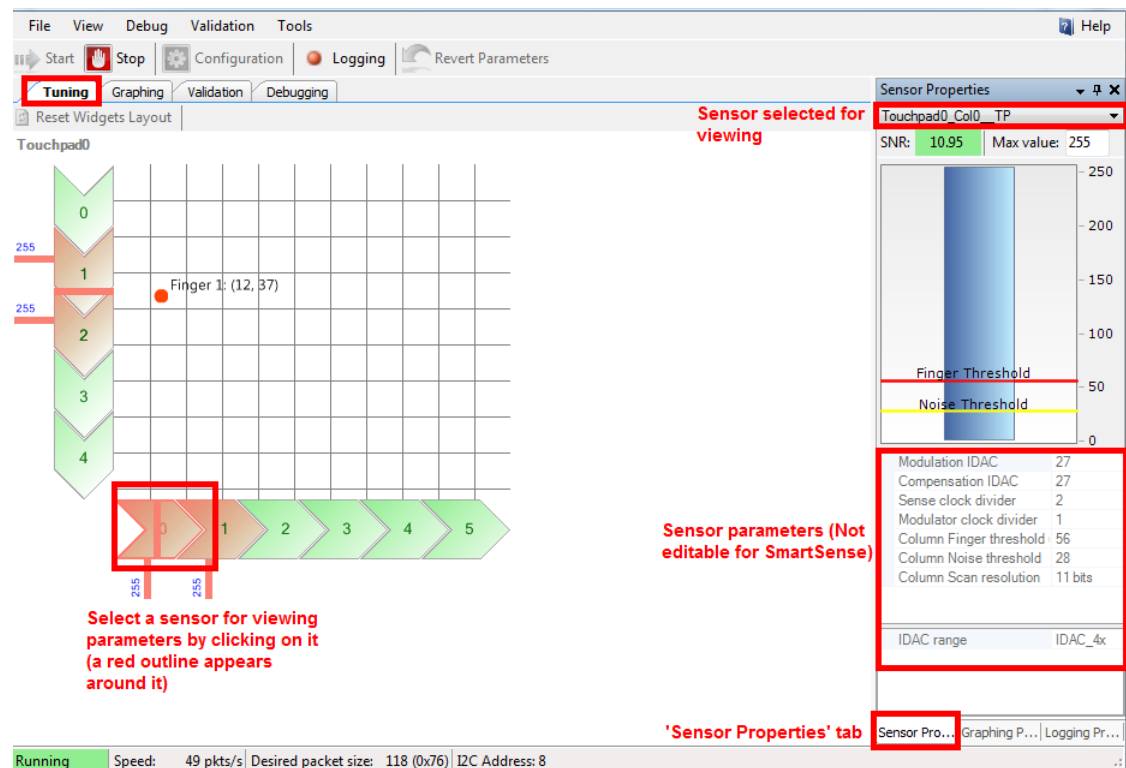 File View Debug Validation Tools Help
Start Stop Configuration Logging Revert Parameters
Tuning Graphing Validation Debugging
Reset Widgets Layout
Touchpad0
0
255
1
255
2
3
4
Finger 1: (12, 37)
0 1 2 3 4 5
255 255
Select a sensor for viewing
parameters by clicking on it
(a red outline appears
around it)
Sensor selected for
viewing
Sensor Properties
Touchpad0_Col0__TP
SNR: 10.95 Max value: 255
250
200
150
100
Finger Threshold
50
Noise Threshold
0
Sensor parameters (Not
editable for SmartSense)
Modulation IDAC 27
Compensation IDAC 27
Sense clock divider 2
Modulator clock divider 1
Column Finger threshold 56
Column Noise threshold 28
Column Scan resolution 11 bits
IDAC range IDAC_4x
'Sensor Properties' tab
Sensor Pro... Graphing P... Logging Pr...
Running Speed: 49 pkts/s Desired packet size: 118 (0x76) I2C Address: 8